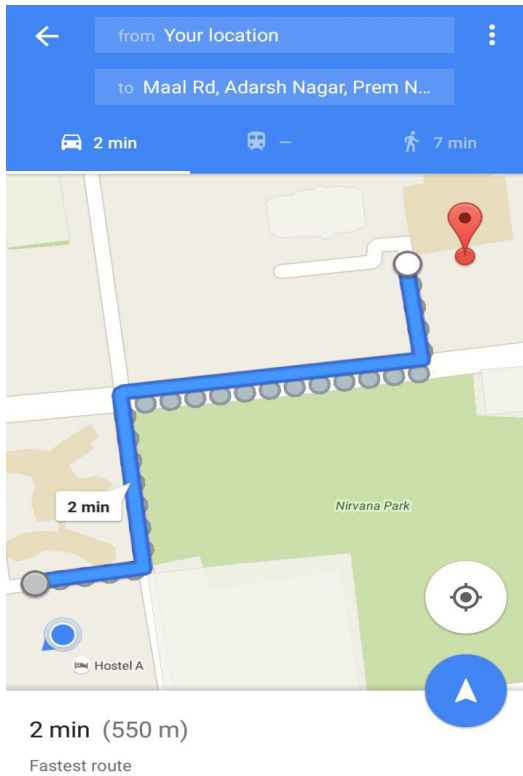 from Your location
to Maal Rd, Adarsh Nagar, Prem N...
2 min – 7 min
Nirvana Park
2 min
Hostel A
2 min (550 m)
Fastest route